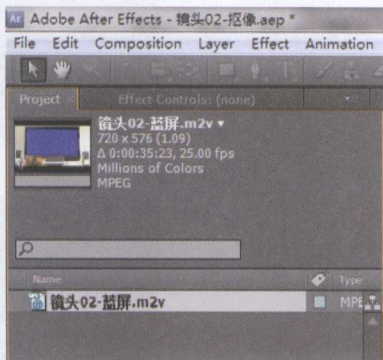 Ae Adobe After Effects - 镜头02-抠像.aep *
File Edit Composition Layer Effect Animation
Project × Effect Controls: (none)
镜头02-蓝屏.m2v ▼
720 x 576 (1.09)
Δ 0:00:35:23, 25.00 fps
Millions of Colors
MPEG
Name Type
镜头02-蓝屏.m2v MPE